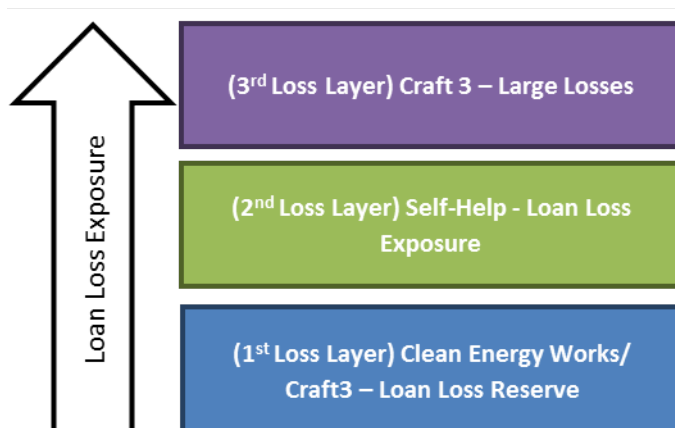 (3rd Loss Layer) Craft 3 – Large Losses
(2nd Loss Layer) Self-Help - Loan Loss
Exposure
(1st Loss Layer) Clean Energy Works/
Craft3 – Loan Loss Reserve
Loan Loss Exposure